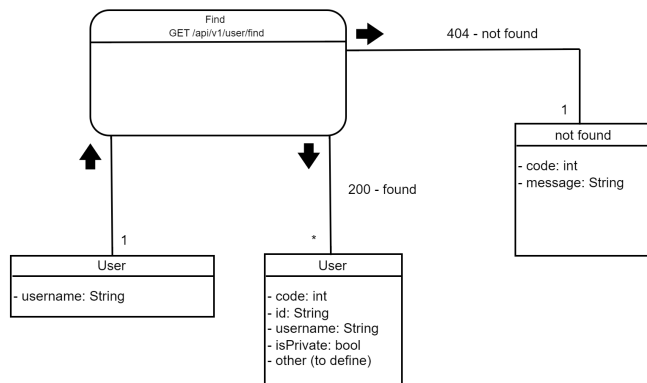 Find
GET /api/v1/user/find
404 - not found
1
not found
- code: int
- message: String
200 - found
1
*
User
- username: String
User
- code: int
- id: String
- username: String
- isPrivate: bool
- other (to define)